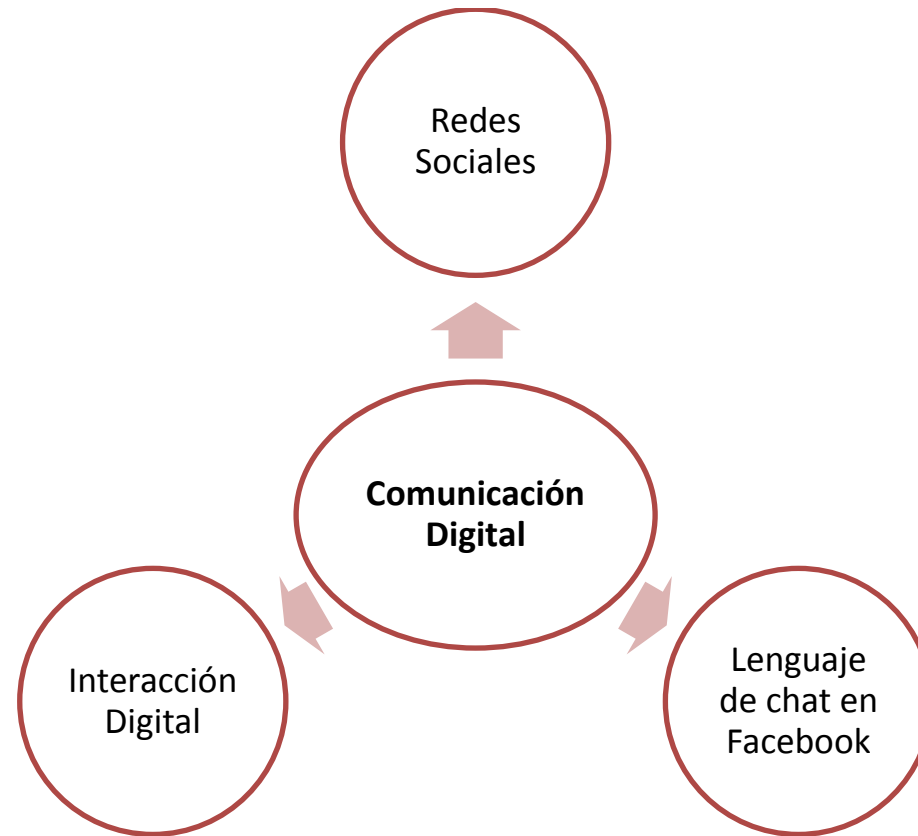 Redes
Sociales
Comunicación
Digital
Interacción
Digital
Lenguaje
de chat en
Facebook